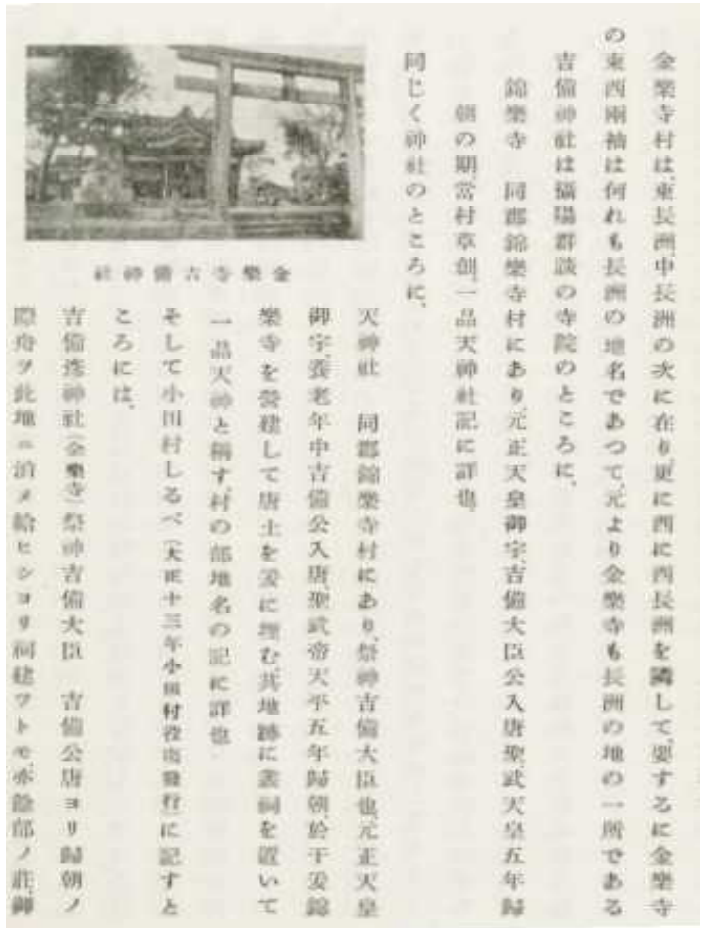 金樂寺村は、東長洲、中長洲の次に在り、更に西に西長洲を隣して、要するに金樂寺
の東西兩袖は何れも長洲の地名であつて、元より金樂寺も長洲の地の一所である
吉備神社は攝陽群談の寺院のところに、
錦樂寺　同郡錦樂寺村にあり、元正天皇御宇、吉備大臣公入唐、聖武天皇五年歸
朝の期、當村草創、一品天神社記に詳也。
同じく神社のところに、
天神社　同郡錦樂寺村にあり、祭神吉備大臣也、元正天皇
御宇、養老年中吉備公入唐、聖武帝天平五年歸朝、於干爰錦
樂寺を營建して唐土を爰に埋む、其地跡に叢祠を置いて
一品天神と稱す、村の部地名の記に詳也
そして小田村しるべ（大正十三年小田村役場發行）に記すと
ころには、
吉備彦神社（金樂寺）祭神吉備大臣　吉備公唐ヨリ歸朝ノ
際舟ヲ此地ニ泊メ給ヒシヨリ祠建ツトモ、亦餘部ノ莊、御
金樂寺吉備神社